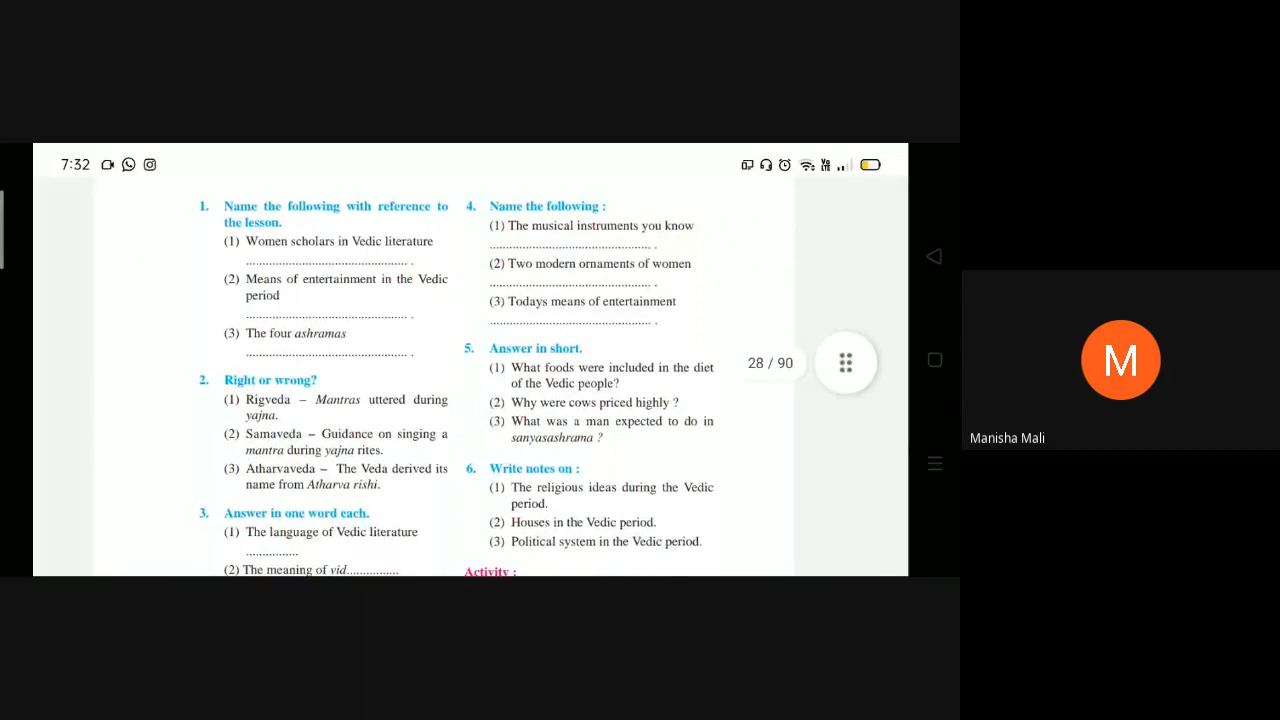 7:32
1. Name the following with reference to
the lesson.
(1) Women scholars in Vedic literature
.................................................. .
(2) Means of entertainment in the Vedic
period
.................................................. .
(3) The four ashramas
.................................................. .
2. Right or wrong?
(1) Rigveda – Mantras uttered during
yajna.
(2) Samaveda – Guidance on singing a
mantra during yajna rites.
(3) Atharvaveda – The Veda derived its
name from Atharva rishi.
3. Answer in one word each.
(1) The language of Vedic literature
................
(2) The meaning of vid................
4. Name the following :
(1) The musical instruments you know
.................................................. .
(2) Two modern ornaments of women
.................................................. .
(3) Todays means of entertainment
.................................................. .
5. Answer in short.
(1) What foods were included in the diet
of the Vedic people?
(2) Why were cows priced highly ?
(3) What was a man expected to do in
sanyasashrama ?
6. Write notes on :
(1) The religious ideas during the Vedic
period.
(2) Houses in the Vedic period.
(3) Political system in the Vedic period.
Activity :
28 / 90
M
Manisha Mali